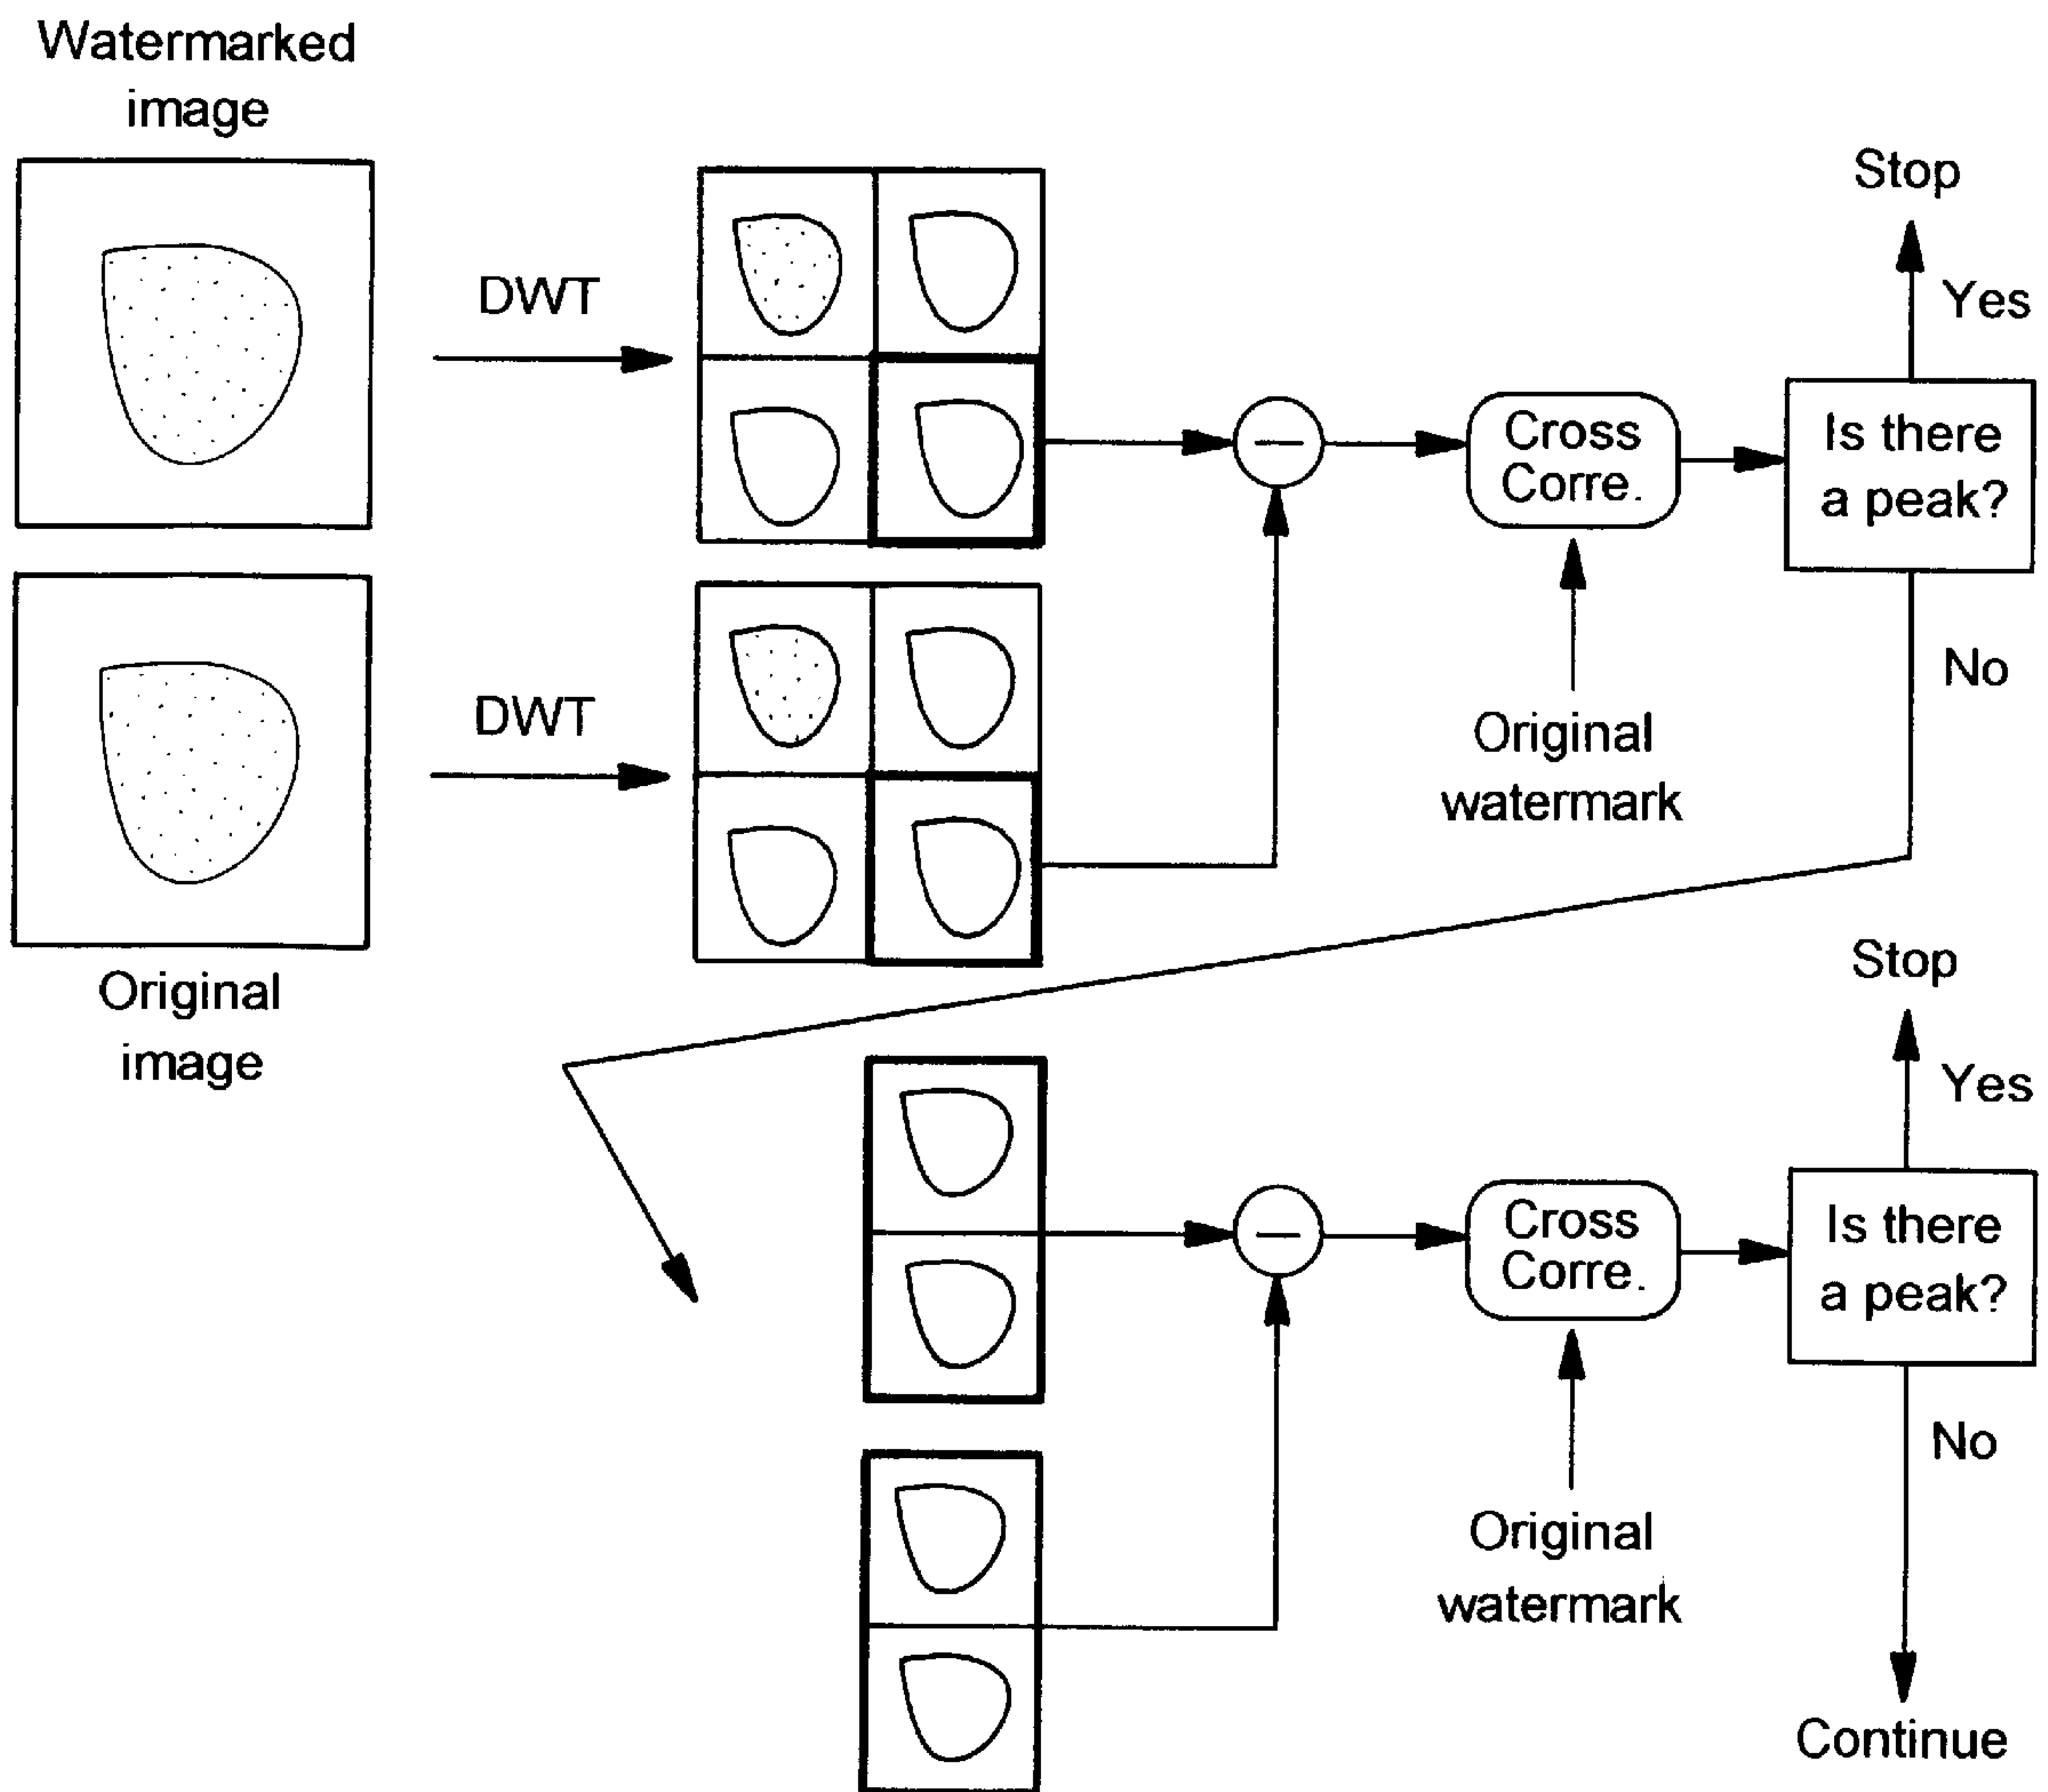 Watermarked
image
DWT
DWT
Original
image
Cross
Corre.
Original
watermark
Is there
a peak?
Stop
Yes
No
Cross
Corre.
Original
watermark
Is there
a peak?
Stop
Yes
No
Continue